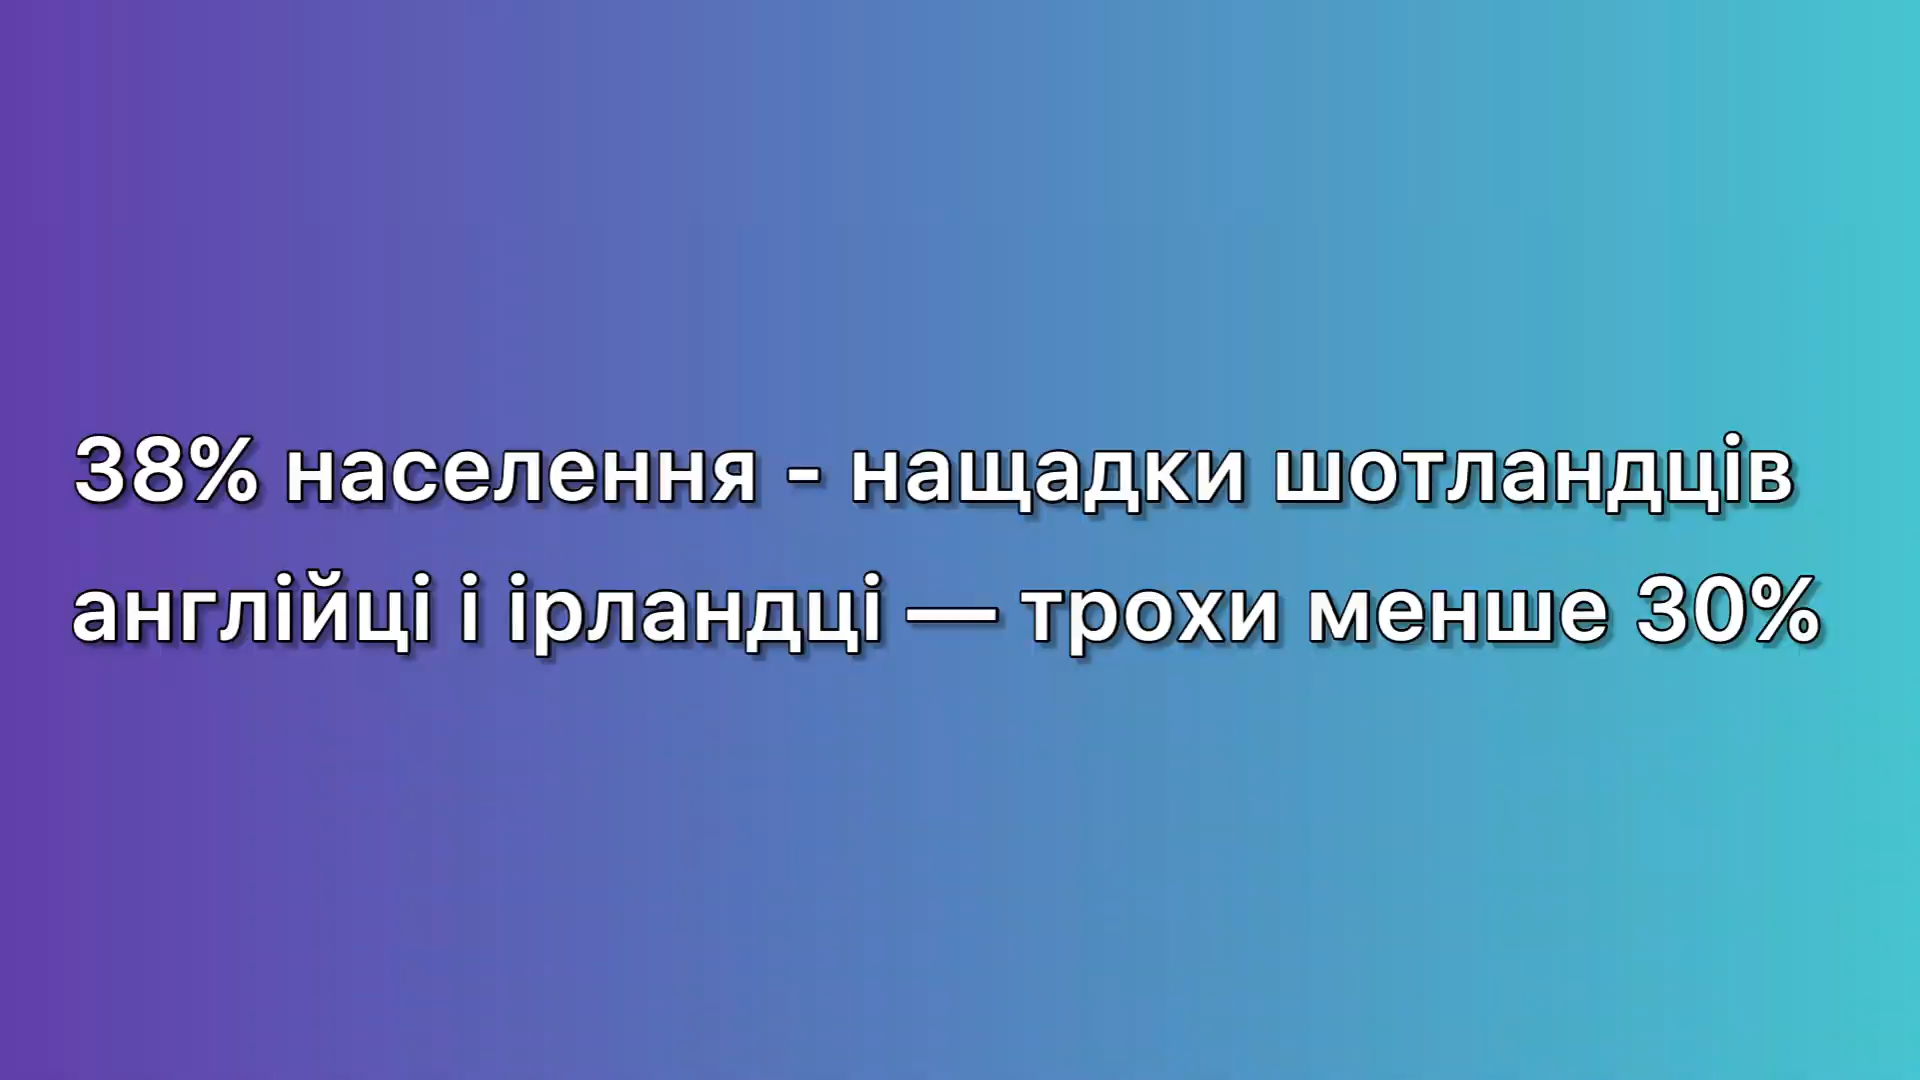 38% населення - нащадки шотландців
англійці і ірландці — трохи менше 30%